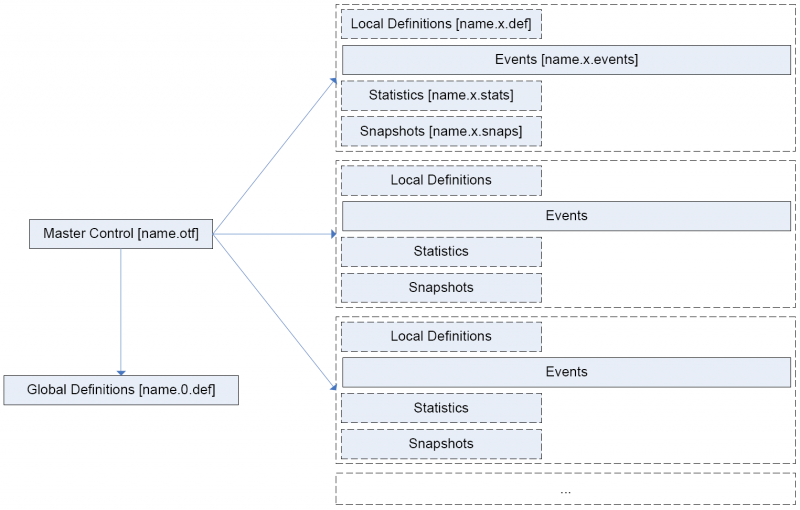 Local Definitions [name.x.def]
Events [name.x.events]
Statistics [name.x.stats]
Snapshots [name.x.snaps]
Local Definitions
Events
Statistics
Snapshots
Master Control [name.otf]
Global Definitions [name.0.def]
Local Definitions
Events
Statistics
Snapshots
...